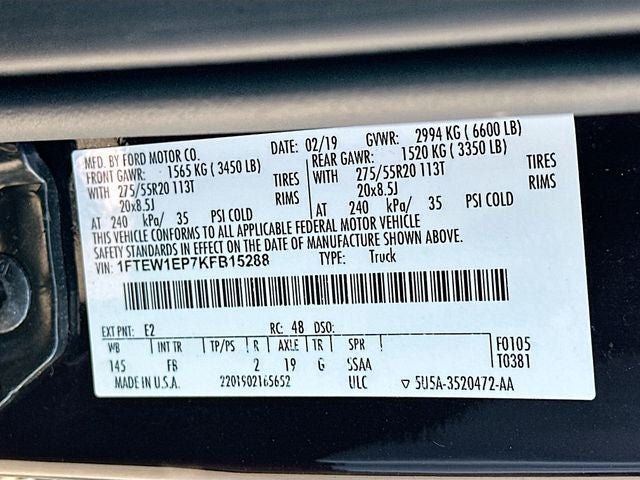 MFD. BY FORD MOTOR CO. DATE: 02/19 GVWR: 2994 KG ( 6600 LB)
FRONT GAWR: 1565 KG ( 3450 LB) REAR GAWR: 1520 KG ( 3350 LB)
WITH 275/55R20 113T TIRES WITH 275/55R20 113T TIRES
20x8.5J RIMS 20x8.5J RIMS
AT 240 kPa/ 35 PSI COLD AT 240 kPa/ 35 PSI COLD
THIS VEHICLE CONFORMS TO ALL APPLICABLE FEDERAL MOTOR VEHICLE
SAFETY STANDARDS IN EFFECT ON THE DATE OF MANUFACTURE SHOWN ABOVE.
VIN: 1FTEW1EP7KFB15288 TYPE: Truck
EXT PNT: E2 RC: 48 DSO:
WB INT TR TP/PS R AXLE TR SPR F0105
145 FB 2 19 G SSAA T0381
MADE IN U.S.A. 2201902165652 ULC ▽ 5U5A-3520472-AA